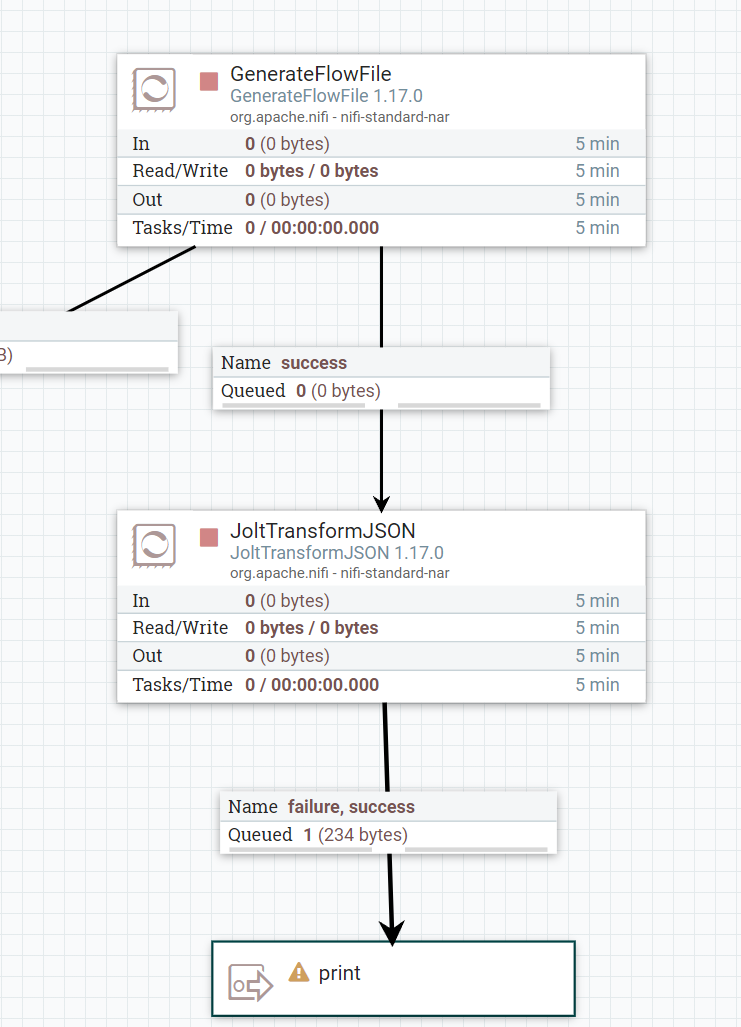 GenerateFlowFile
GenerateFlowFile 1.17.0
org.apache.nifi - nifi-standard-nar
In 0 (0 bytes) 5 min
Read/Write 0 bytes / 0 bytes 5 min
Out 0 (0 bytes) 5 min
Tasks/Time 0 / 00:00:00.000 5 min
Name success
Queued 0 (0 bytes)
JoltTransformJSON
JoltTransformJSON 1.17.0
org.apache.nifi - nifi-standard-nar
In 0 (0 bytes) 5 min
Read/Write 0 bytes / 0 bytes 5 min
Out 0 (0 bytes) 5 min
Tasks/Time 0 / 00:00:00.000 5 min
Name failure, success
Queued 1 (234 bytes)
print